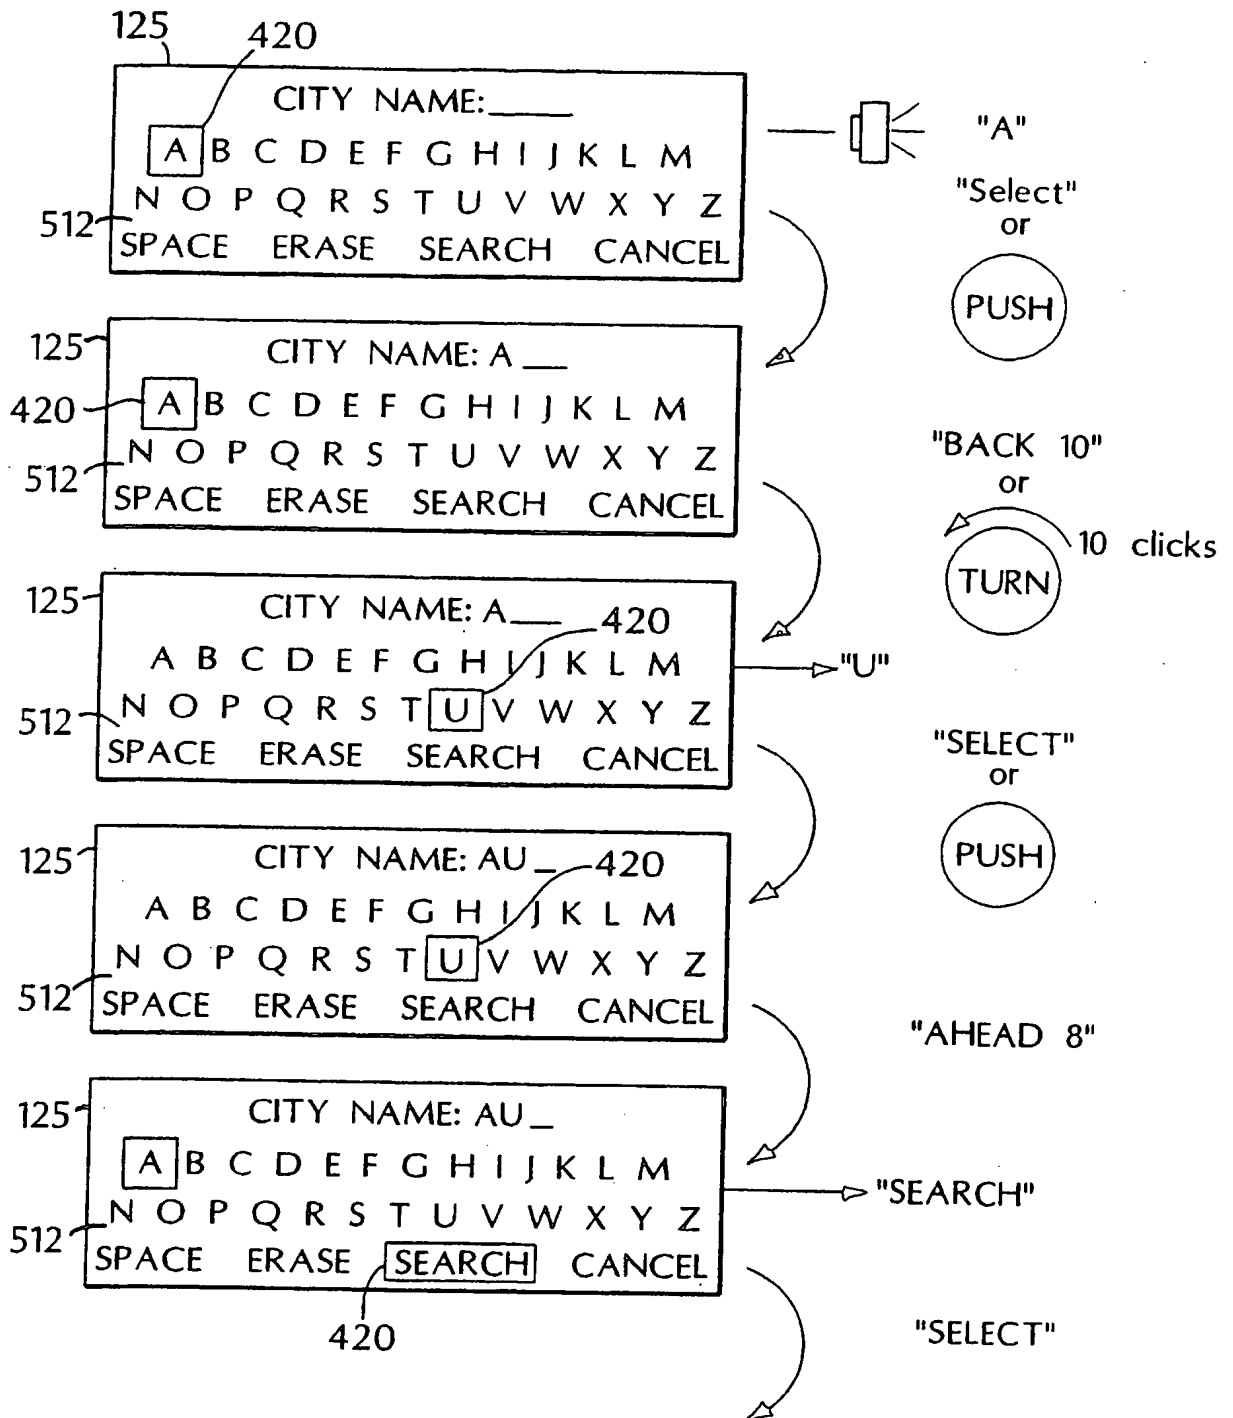 125 420
CITY NAME:____
A B C D E F G H I J K L M
N O P Q R S T U V W X Y Z
512
SPACE ERASE SEARCH CANCEL
"A"
"Select"
or
PUSH
125
CITY NAME: A __
420
A B C D E F G H I J K L M
N O P Q R S T U V W X Y Z
512
SPACE ERASE SEARCH CANCEL
"BACK 10"
or
10 clicks
TURN
125
CITY NAME: A__
420
A B C D E F G H I J K L M
"U"
N O P Q R S T U V W X Y Z
512
SPACE ERASE SEARCH CANCEL
"SELECT"
or
PUSH
125
CITY NAME: AU_
420
A B C D E F G H I J K L M
N O P Q R S T U V W X Y Z
512
SPACE ERASE SEARCH CANCEL
"AHEAD 8"
125
CITY NAME: AU_
A B C D E F G H I J K L M
"SEARCH"
N O P Q R S T U V W X Y Z
512
SPACE ERASE SEARCH CANCEL
420
"SELECT"